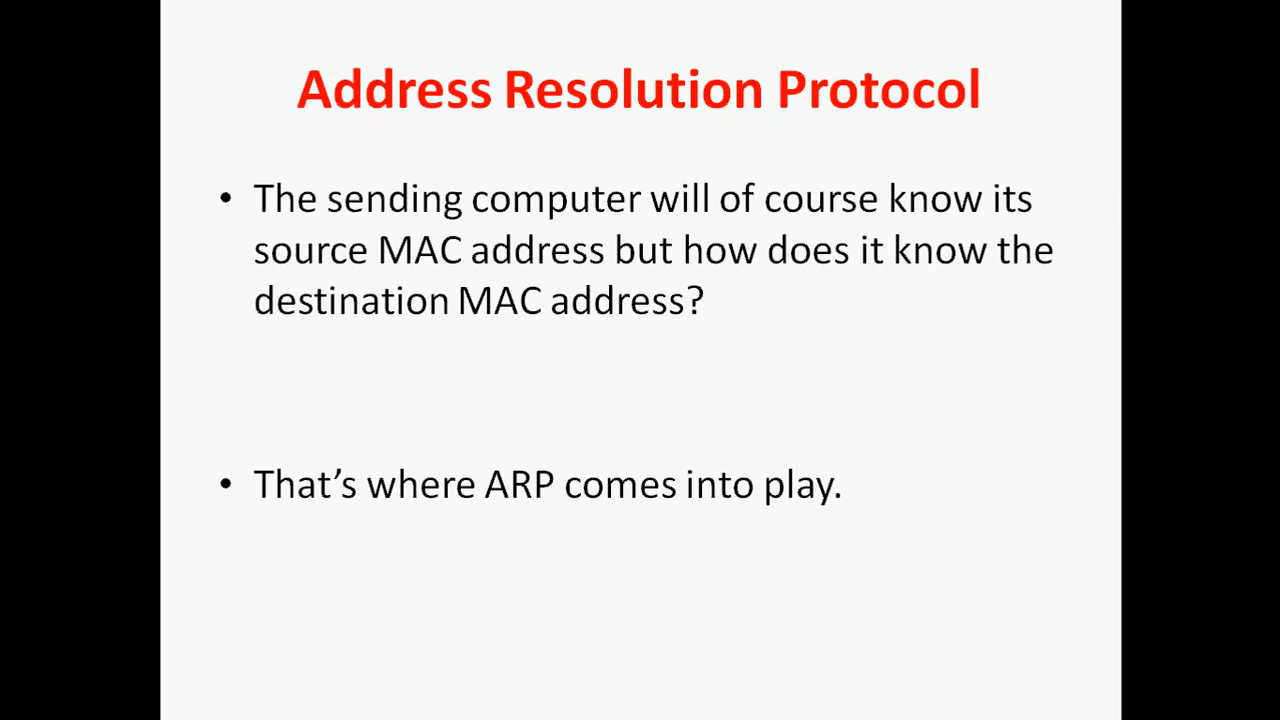 Address Resolution Protocol
• The sending computer will of course know its
source MAC address but how does it know the
destination MAC address?
• That’s where ARP comes into play.